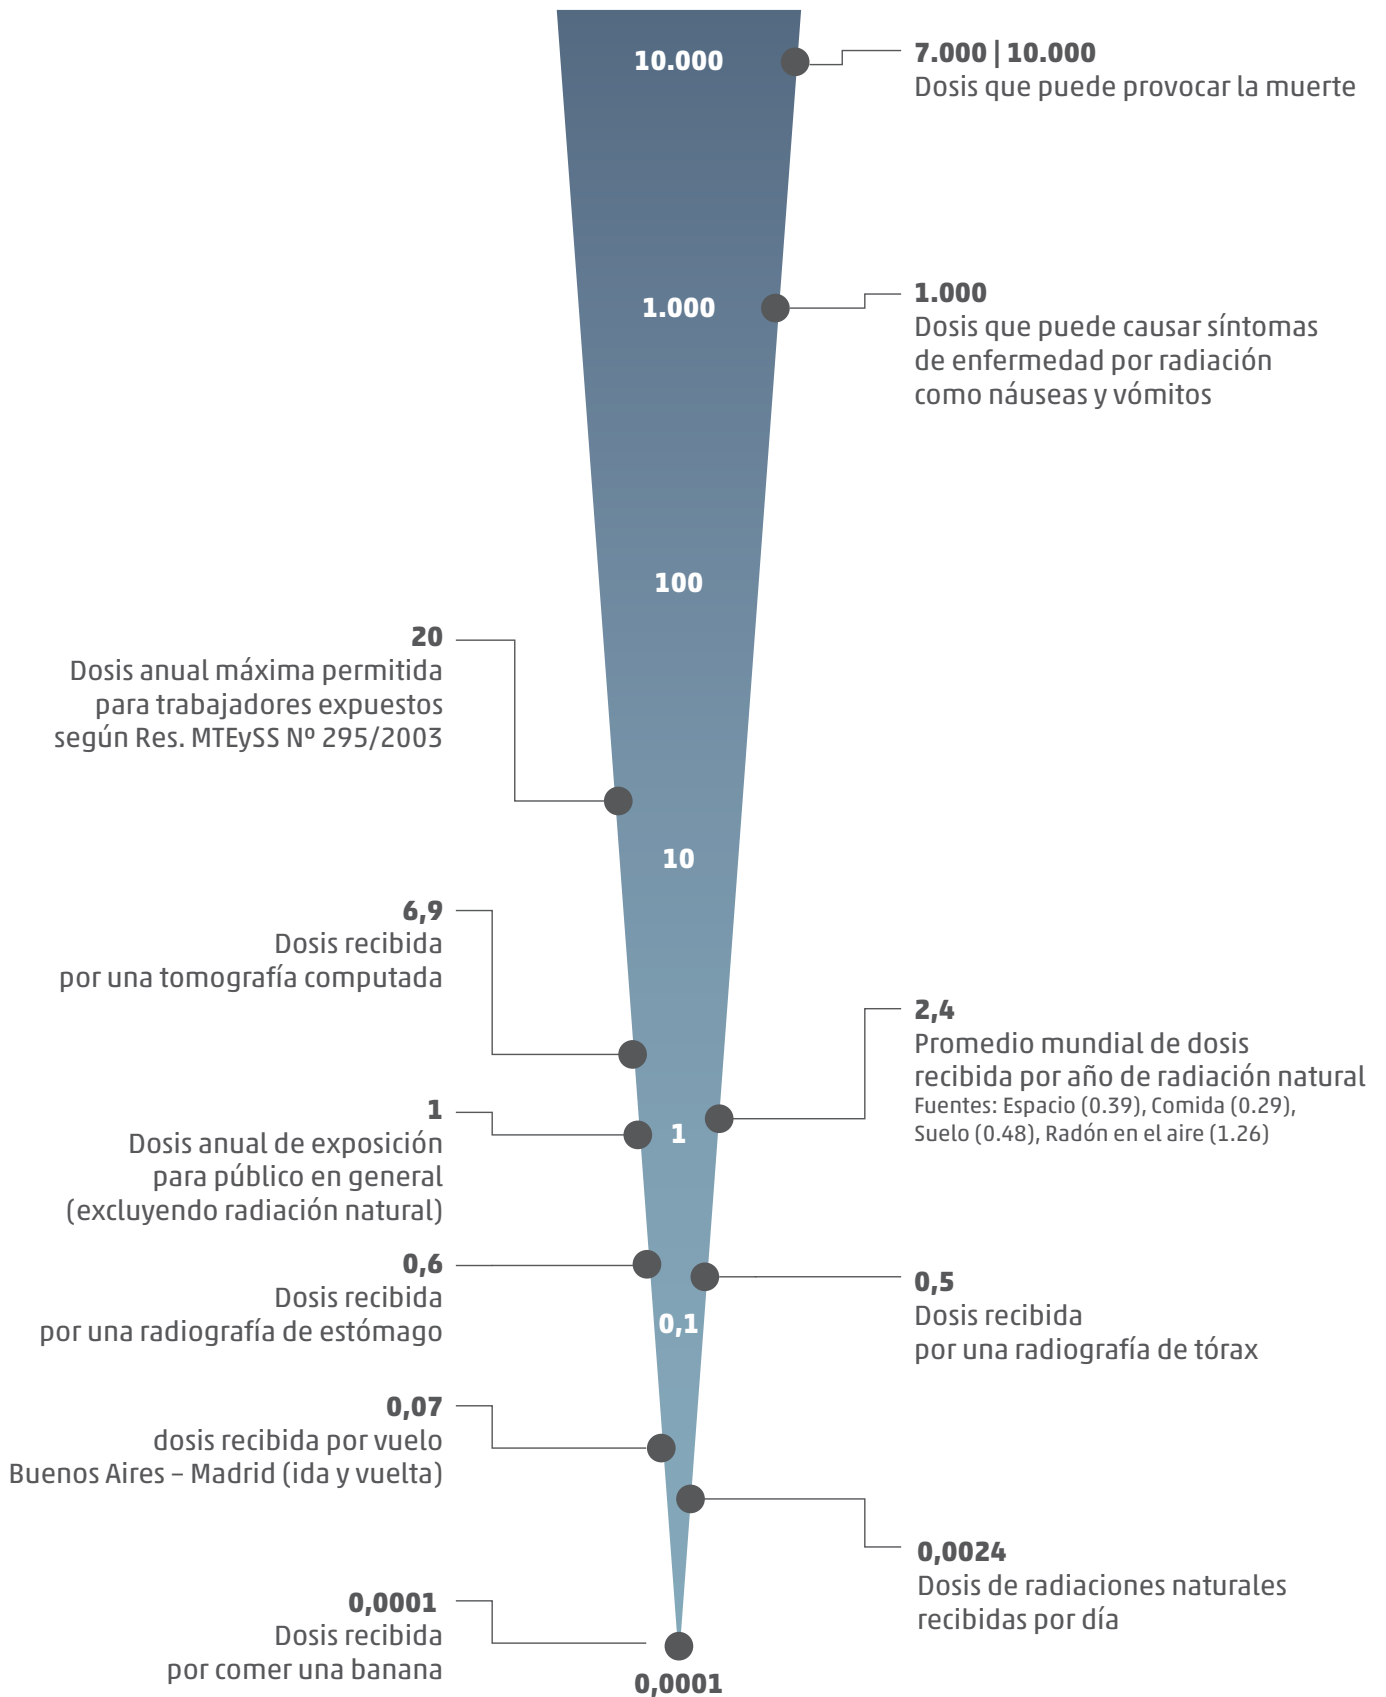 10.000
7.000 | 10.000
Dosis que puede provocar la muerte
1.000
1.000
Dosis que puede causar síntomas
de enfermedad por radiación
como náuseas y vómitos
100
20
Dosis anual máxima permitida
para trabajadores expuestos
según Res. MTEySS Nº 295/2003
10
6,9
Dosis recibida
por una tomografía computada
2,4
Promedio mundial de dosis
recibida por año de radiación natural
Fuentes: Espacio (0.39), Comida (0.29),
Suelo (0.48), Radón en el aire (1.26)
1
1
Dosis anual de exposición
para público en general
(excluyendo radiación natural)
0,6
Dosis recibida
por una radiografía de estómago
0,5
Dosis recibida
por una radiografía de tórax
0,1
0,07
dosis recibida por vuelo
Buenos Aires – Madrid (ida y vuelta)
0,0024
Dosis de radiaciones naturales
recibidas por día
0,0001
Dosis recibida
por comer una banana
0,0001